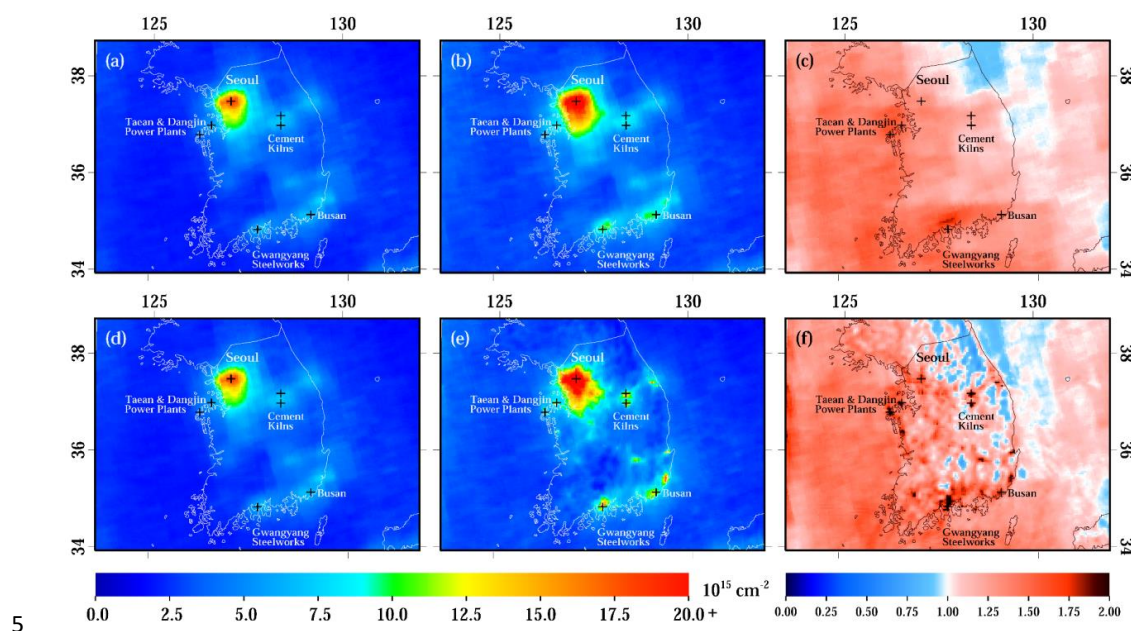 125 130 125 130 125 130
(a) (b) (c)
38 38
Seoul Seoul Seoul
Taean & Dangjin Taean & Dangjin Taean & Dangjin
Power Plants Power Plants Power Plants
Cement Cement Cement
Kilns Kilns Kilns
36 36
Busan Busan Busan
Gwangyang Gwangyang Gwangyang
Steelworks Steelworks Steelworks
34 34
125 130 125 130 125 130
(d) (e) (f)
38 38
Seoul Seoul Seoul
Taean & Dangjin Taean & Dangjin Taean & Dangjin
Power Plants Power Plants Power Plants
Cement Cement Cement
Kilns Kilns Kilns
36 36
Busan Busan Busan
Gwangyang Gwangyang Gwangyang
Steelworks Steelworks Steelworks
34 34
10¹⁵ cm⁻²
0.0 2.5 5.0 7.5 10.0 12.5 15.0 17.5 20.0 +
0.00 0.25 0.50 0.75 1.00 1.25 1.50 1.75 2.00
5